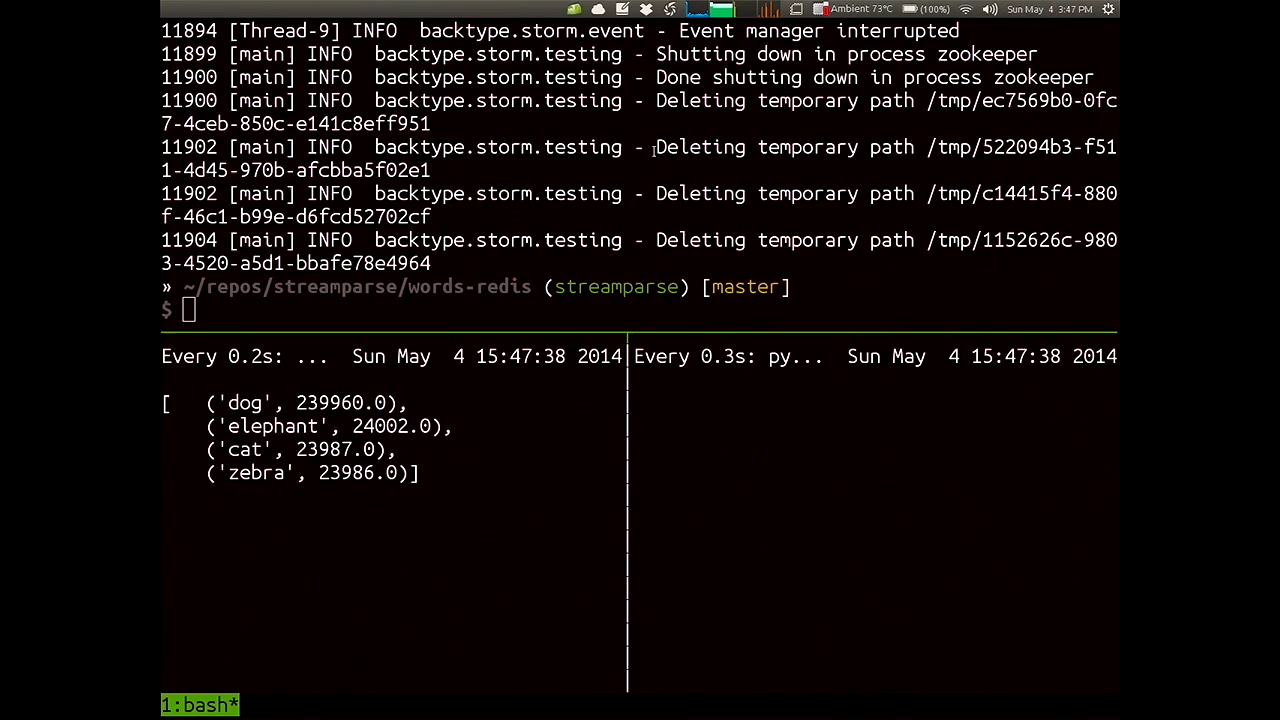 Ambient 73°C (100%) Sun May 4 3:47 PM
11894 [Thread-9] INFO  backtype.storm.event - Event manager interrupted
11899 [main] INFO  backtype.storm.testing - Shutting down in process zookeeper
11900 [main] INFO  backtype.storm.testing - Done shutting down in process zookeeper
11900 [main] INFO  backtype.storm.testing - Deleting temporary path /tmp/ec7569b0-0fc
7-4ceb-850c-e141c8eff951
11902 [main] INFO  backtype.storm.testing - Deleting temporary path /tmp/522094b3-f51
1-4d45-970b-afcbba5f02e1
11902 [main] INFO  backtype.storm.testing - Deleting temporary path /tmp/c14415f4-880
f-46c1-b99e-d6fcd52702cf
11904 [main] INFO  backtype.storm.testing - Deleting temporary path /tmp/1152626c-980
3-4520-a5d1-bbafe78e4964
» ~/repos/streamparse/words-redis (streamparse) [master]
$
Every 0.2s: ...  Sun May  4 15:47:38 2014
[   ('dog', 239960.0),
('elephant', 24002.0),
('cat', 23987.0),
('zebra', 23986.0)]
Every 0.3s: py...  Sun May  4 15:47:38 2014
1:bash*